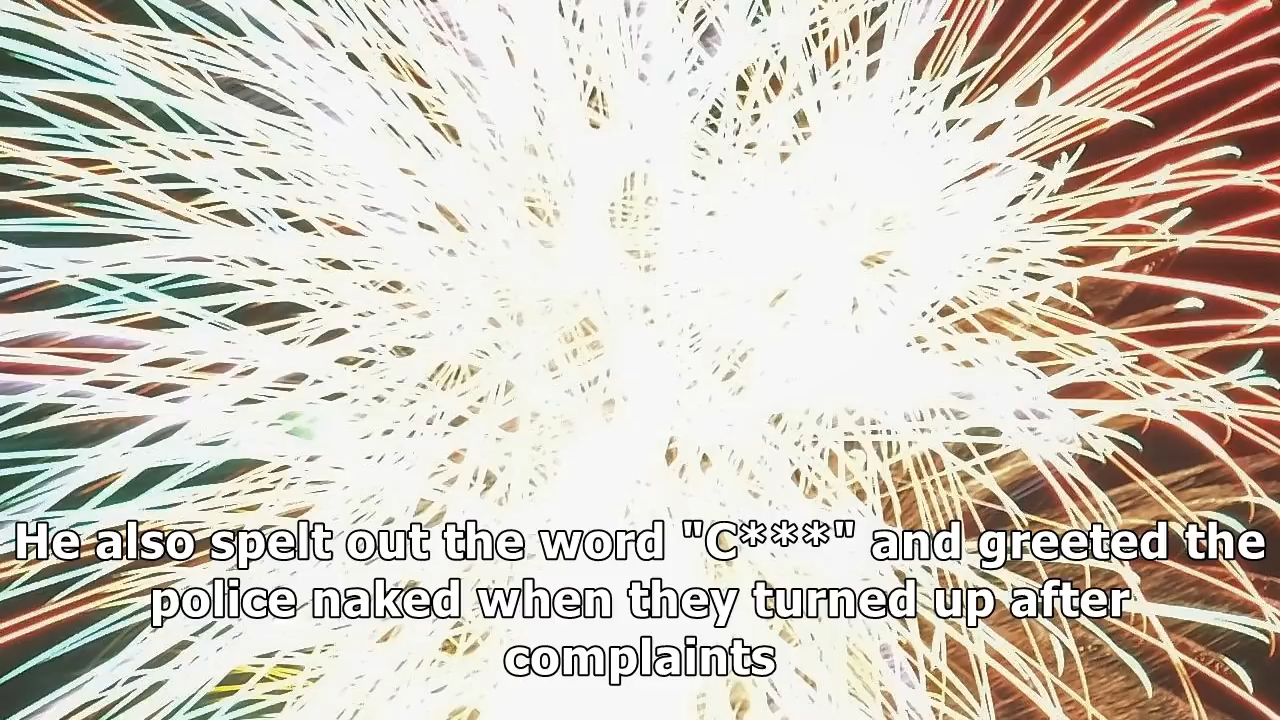 He also spelt out the word "C***" and greeted the
police naked when they turned up after
complaints